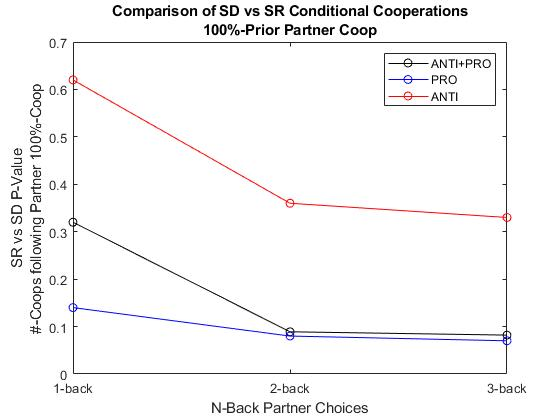 Comparison of SD vs SR Conditional Cooperations
100%-Prior Partner Coop
SR vs SD P-Value
#-Coops following Partner 100%-Coop
0.7
0.6
0.5
0.4
0.3
0.2
0.1
0
ANTI+PRO
PRO
ANTI
1-back
2-back
3-back
N-Back Partner Choices